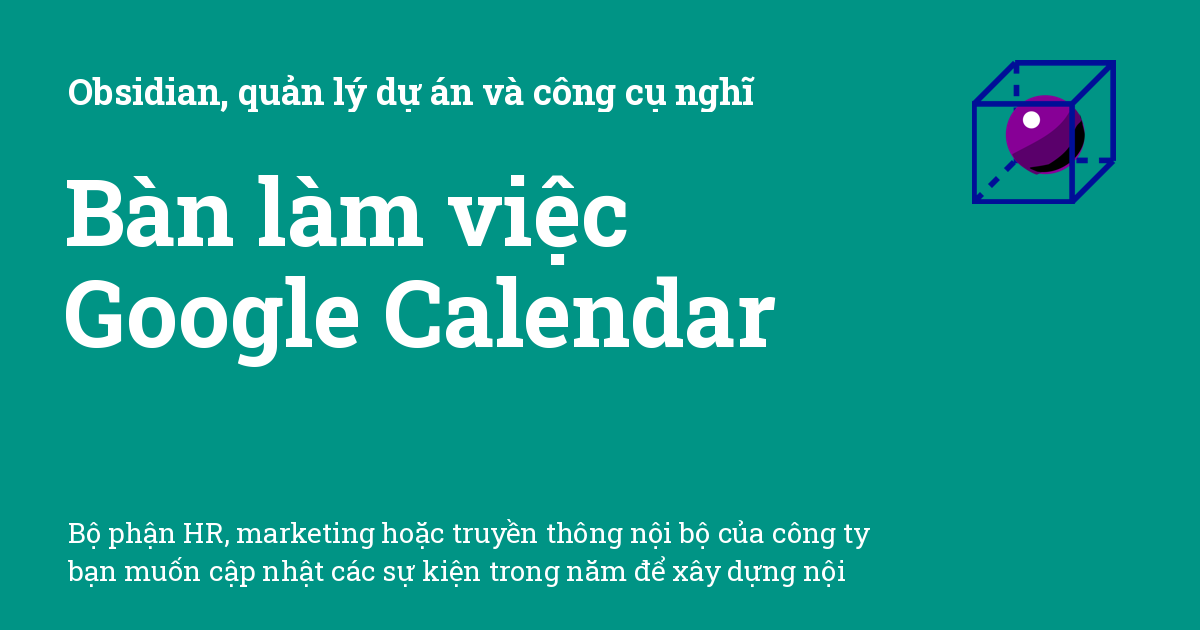 Obsidian, quản lý dự án và công cụ nghĩ
Bàn làm việc
Google Calendar
Bộ phận HR, marketing hoặc truyền thông nội bộ của công ty
bạn muốn cập nhật các sự kiện trong năm để xây dựng nội